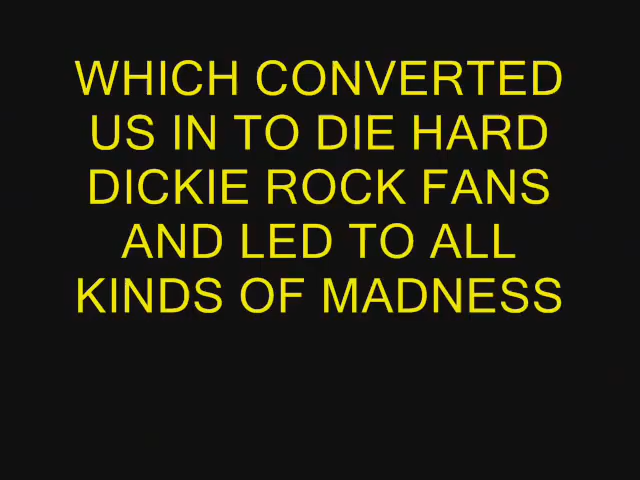 WHICH CONVERTED
US IN TO DIE HARD
DICKIE ROCK FANS
AND LED TO ALL
KINDS OF MADNESS